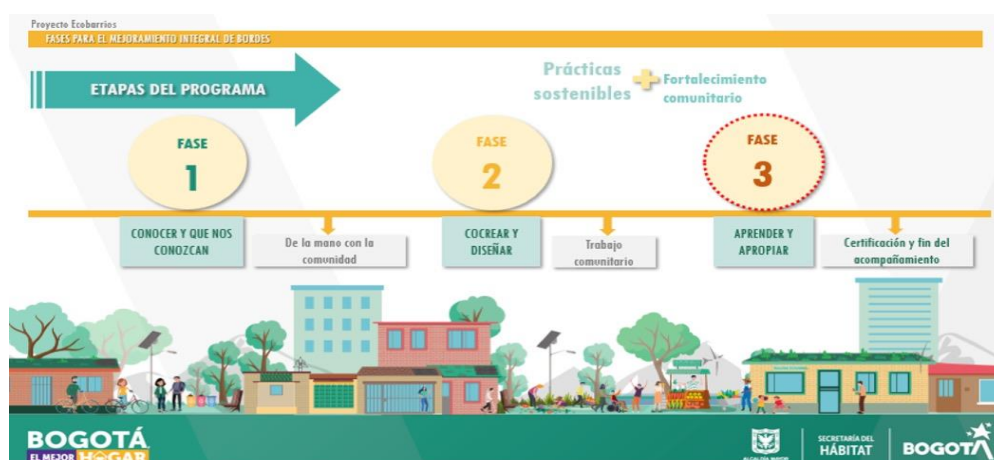 Proyecto Ecobarrios
FASES PARA EL MEJORAMIENTO INTEGRAL DE BORDES
ETAPAS DEL PROGRAMA
Prácticas
sostenibles
Fortalecimiento
comunitario
FASE
1
FASE
2
FASE
3
CONOCER Y QUE NOS
CONOZCAN
De la mano con la
comunidad
COCREAR Y
DISEÑAR
Trabajo
comunitario
APRENDER Y
APROPIAR
Certificación y fin del
acompañamiento
BOGOTÁ
EL MEJOR HOGAR
ALCALDÍA MAYOR
SECRETARÍA DEL
HÁBITAT
BOGOTÁ